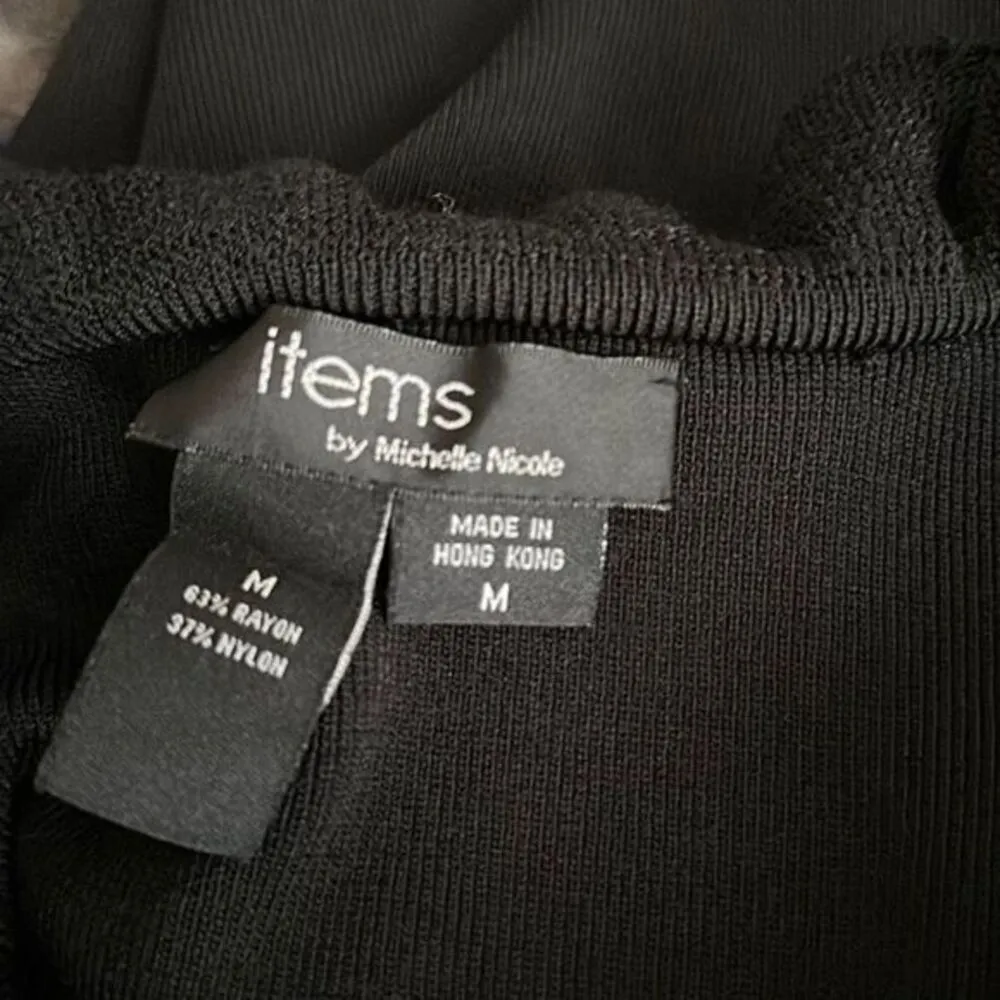 items
by Michelle Nicole
MADE IN
HONG KONG
M
M
63% RAYON
37% NYLON